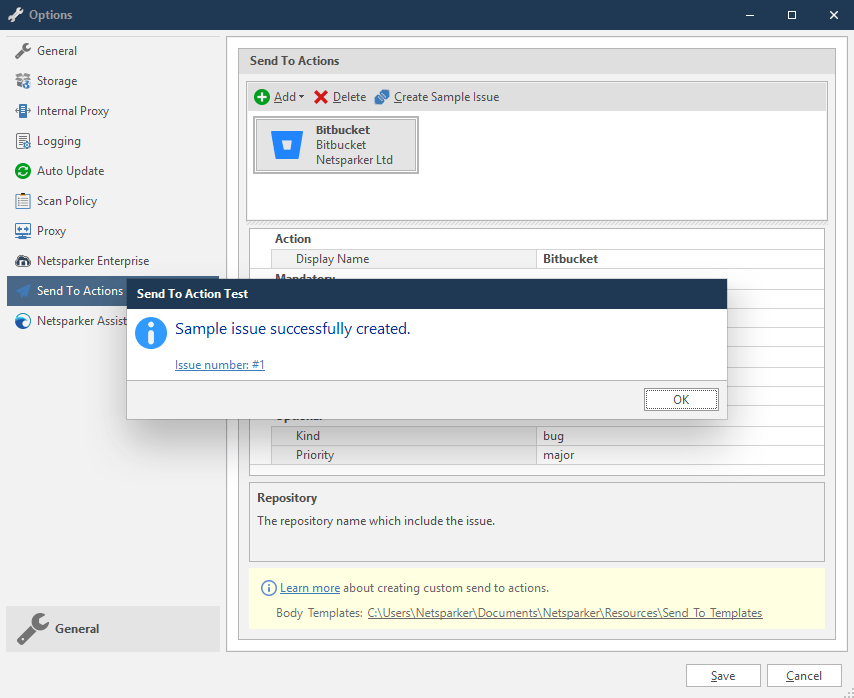 Options
General
Storage
Internal Proxy
Logging
Auto Update
Scan Policy
Proxy
Netsparker Enterprise
Send To Actions
Netsparker Assist
General
Send To Actions
Add Delete Create Sample Issue
Bitbucket
Bitbucket
Netsparker Ltd
Action
Display Name Bitbucket
Mandatory
Send To Action Test
Sample issue successfully created.
Issue number: #1
OK
Optional
Kind bug
Priority major
Repository
The repository name which include the issue.
Learn more about creating custom send to actions.
Body Templates: C:\Users\Netsparker\Documents\Netsparker\Resources\Send_To_Templates
Save Cancel